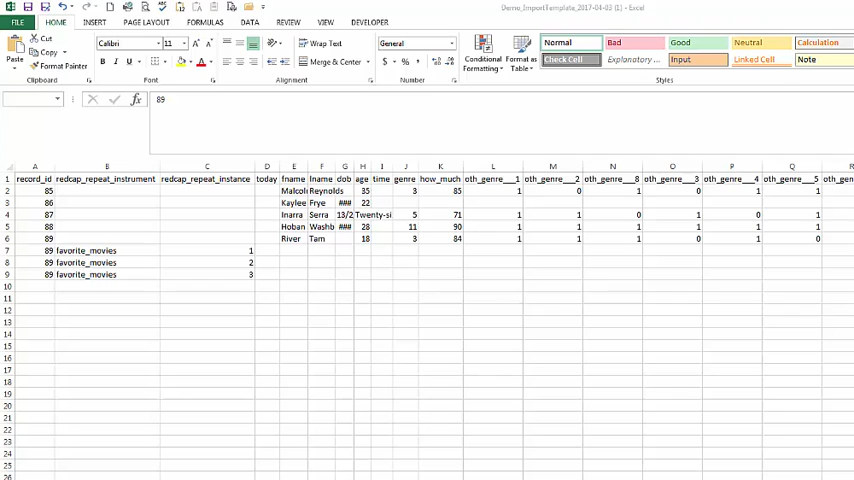 Demo_ImportTemplate_2017-04-03 (1) - Excel
FILE HOME INSERT PAGE LAYOUT FORMULAS DATA REVIEW VIEW DEVELOPER
Cut Calibri 11 A A Wrap Text General Normal Bad Good Neutral Calculation
Copy
Paste Format Painter B I U A Merge & Center $ % , Conditional Formatting Format as Table Check Cell Explanatory ... Input Linked Cell Note
Clipboard Font Alignment Number Styles
fx 89
A B C D E F G H I J K L M N O P Q R
1 record_id redcap_repeat_instrument redcap_repeat_instance today fname lname dob age time genre how_much oth_genre___1 oth_genre___2 oth_genre___8 oth_genre___3 oth_genre___4 oth_genre___5 oth_genre
2 85 Malcolm Reynolds 35 3 85 1 0 1 0 1 1
3 86 Kaylee Frye ### 22
4 87 Inarra Serra 13/2 Twenty-si 5 71 1 1 0 1 0 1
5 88 Hoban Washb ### 28 11 90 1 1 1 1 1 1
6 89 River Tam 18 3 84 1 1 1 0 1 0
7 89 favorite_movies 1
8 89 favorite_movies 2
9 89 favorite_movies 3
10
11
12
13
14
15
16
17
18
19
20
21
22
23
24
25
26